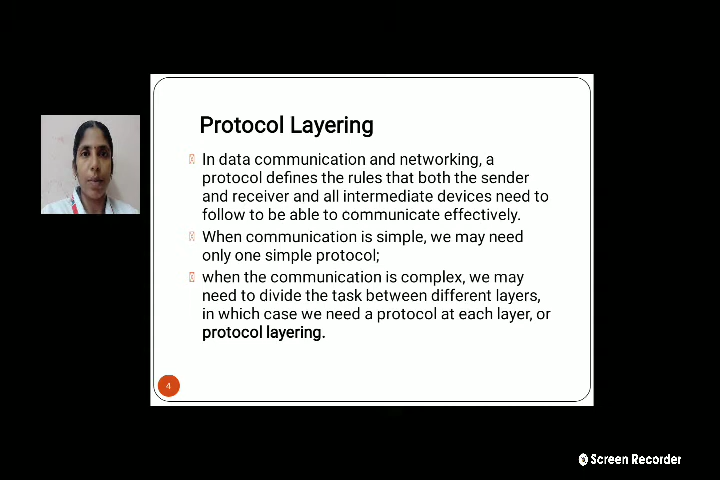 Protocol Layering
In data communication and networking, a
protocol defines the rules that both the sender
and receiver and all intermediate devices need to
follow to be able to communicate effectively.
When communication is simple, we may need
only one simple protocol;
when the communication is complex, we may
need to divide the task between different layers,
in which case we need a protocol at each layer, or
protocol layering.
4
Screen Recorder